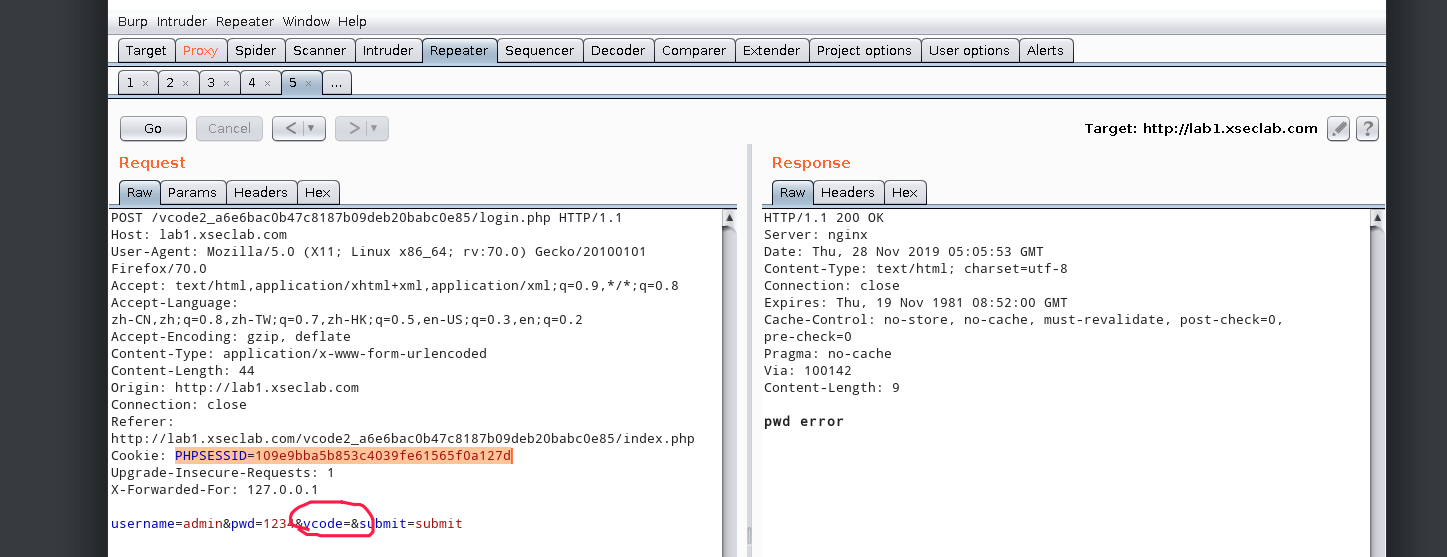 Burp Intruder Repeater Window Help
Target Proxy Spider Scanner Intruder Repeater Sequencer Decoder Comparer Extender Project options User options Alerts
1 × 2 × 3 × 4 × 5 × ...
Go Cancel < > Target: http://lab1.xseclab.com ?
Request
Raw Params Headers Hex
POST /vcode2_a6e6bac0b47c8187b09deb20babc0e85/login.php HTTP/1.1
Host: lab1.xseclab.com
User-Agent: Mozilla/5.0 (X11; Linux x86_64; rv:70.0) Gecko/20100101
Firefox/70.0
Accept: text/html,application/xhtml+xml,application/xml;q=0.9,*/*;q=0.8
Accept-Language:
zh-CN,zh;q=0.8,zh-TW;q=0.7,zh-HK;q=0.5,en-US;q=0.3,en;q=0.2
Accept-Encoding: gzip, deflate
Content-Type: application/x-www-form-urlencoded
Content-Length: 44
Origin: http://lab1.xseclab.com
Connection: close
Referer:
http://lab1.xseclab.com/vcode2_a6e6bac0b47c8187b09deb20babc0e85/index.php
Cookie: PHPSESSID=109e9bba5b853c4039fe61565f0a127d
Upgrade-Insecure-Requests: 1
X-Forwarded-For: 127.0.0.1
username=admin&pwd=1234&vcode=&submit=submit
Response
Raw Headers Hex
HTTP/1.1 200 OK
Server: nginx
Date: Thu, 28 Nov 2019 05:05:53 GMT
Content-Type: text/html; charset=utf-8
Connection: close
Expires: Thu, 19 Nov 1981 08:52:00 GMT
Cache-Control: no-store, no-cache, must-revalidate, post-check=0,
pre-check=0
Pragma: no-cache
Via: 100142
Content-Length: 9
pwd error